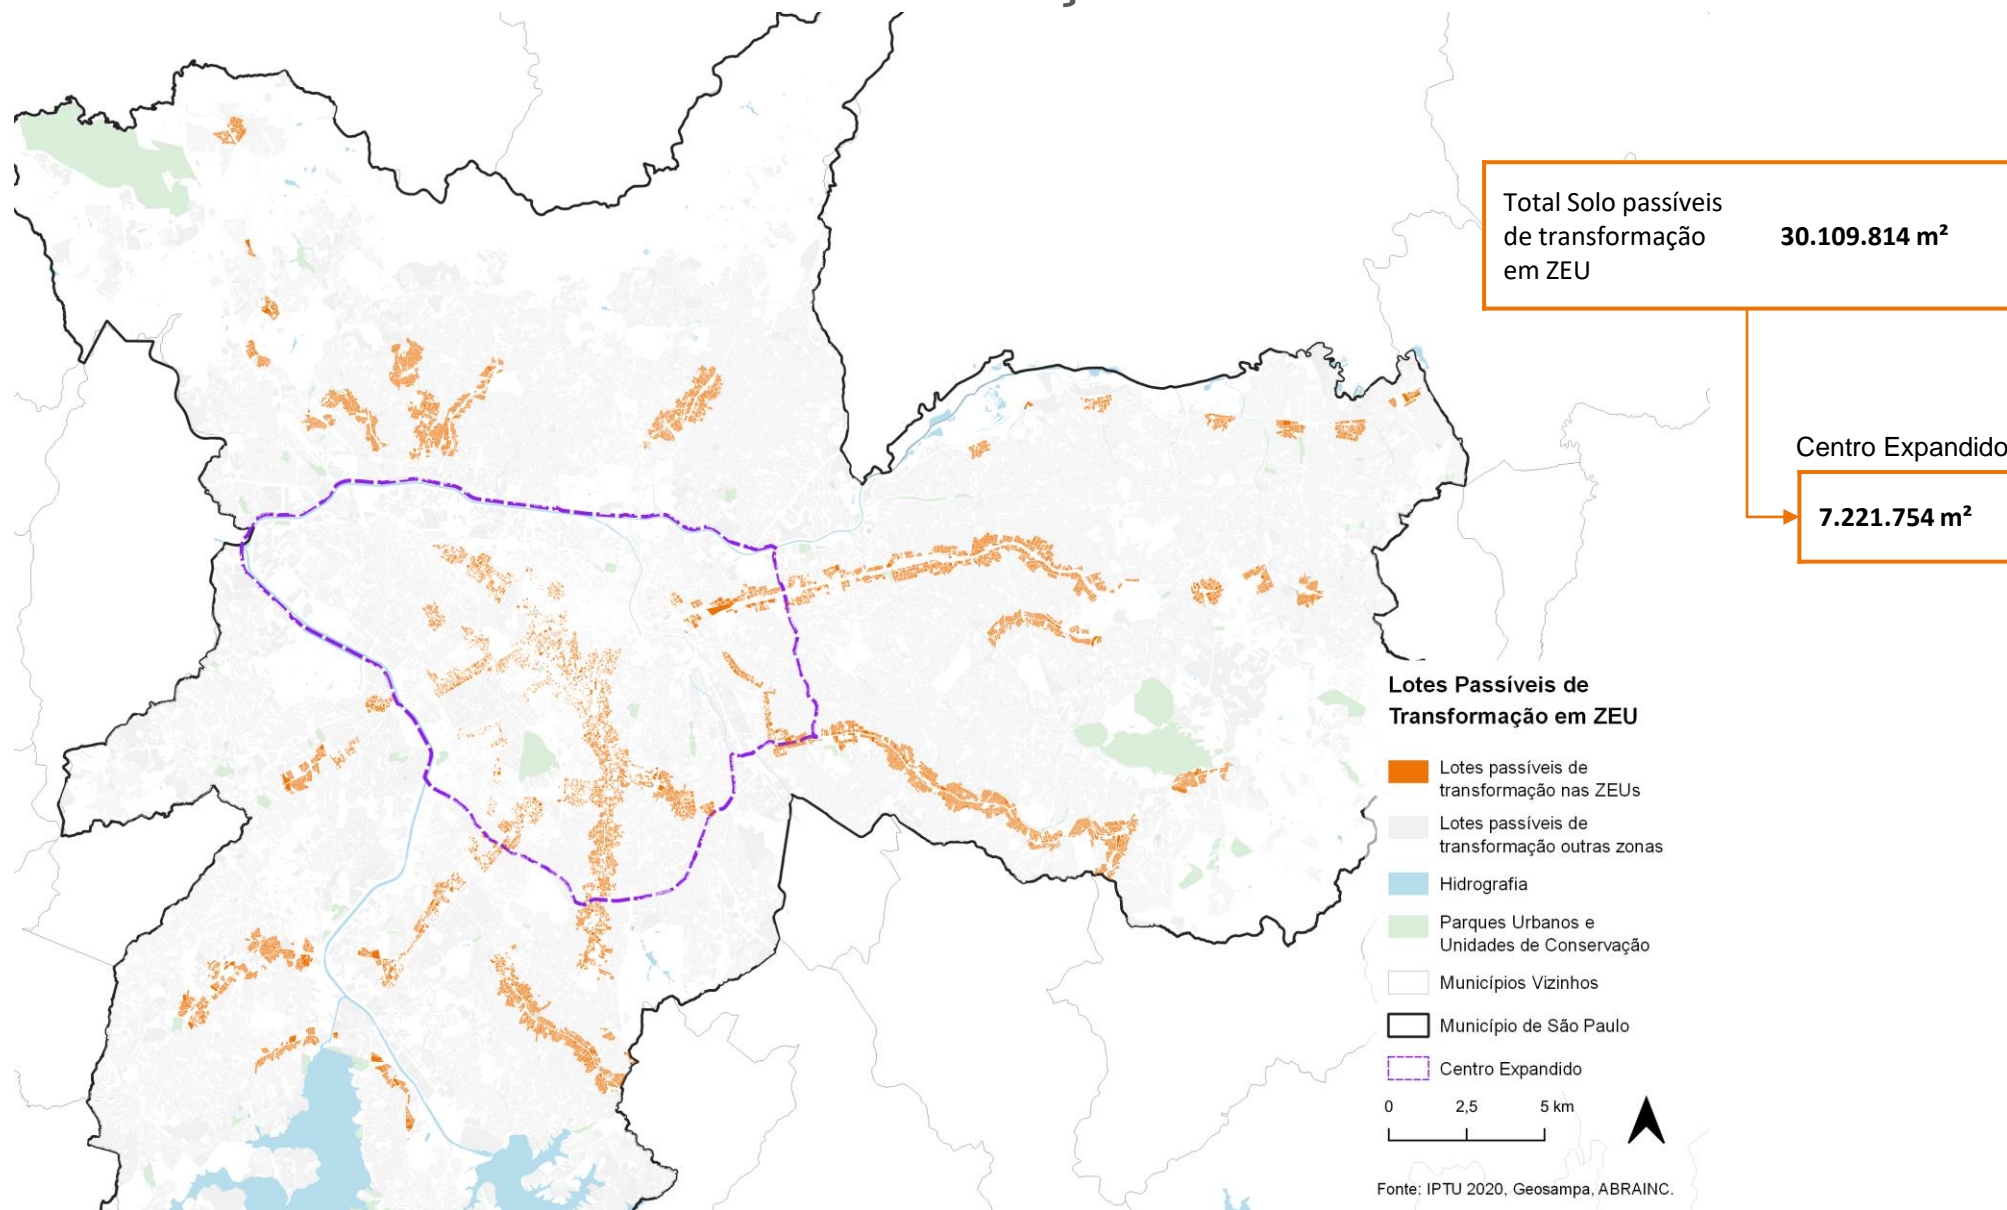 Total Solo passíveis
de transformação
em ZEU
30.109.814 m²
Centro Expandido
7.221.754 m²
Lotes Passíveis de
Transformação em ZEU
Lotes passíveis de
transformação nas ZEUs
Lotes passíveis de
transformação outras zonas
Hidrografia
Parques Urbanos e
Unidades de Conservação
Municípios Vizinhos
Município de São Paulo
Centro Expandido
0 2,5 5 km
Fonte: IPTU 2020, Geosampa, ABRAINC.